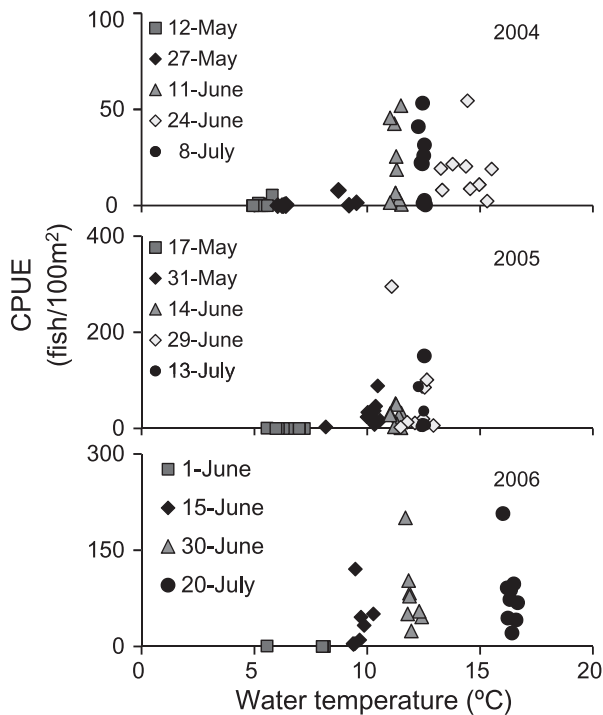 100
50
0
12-May
27-May
11-June
24-June
8-July
2004
CPUE
(fish/100m²)
400
200
0
17-May
31-May
14-June
29-June
13-July
2005
300
150
0
1-June
15-June
30-June
20-July
2006
0 5 10 15 20
Water temperature (ºC)